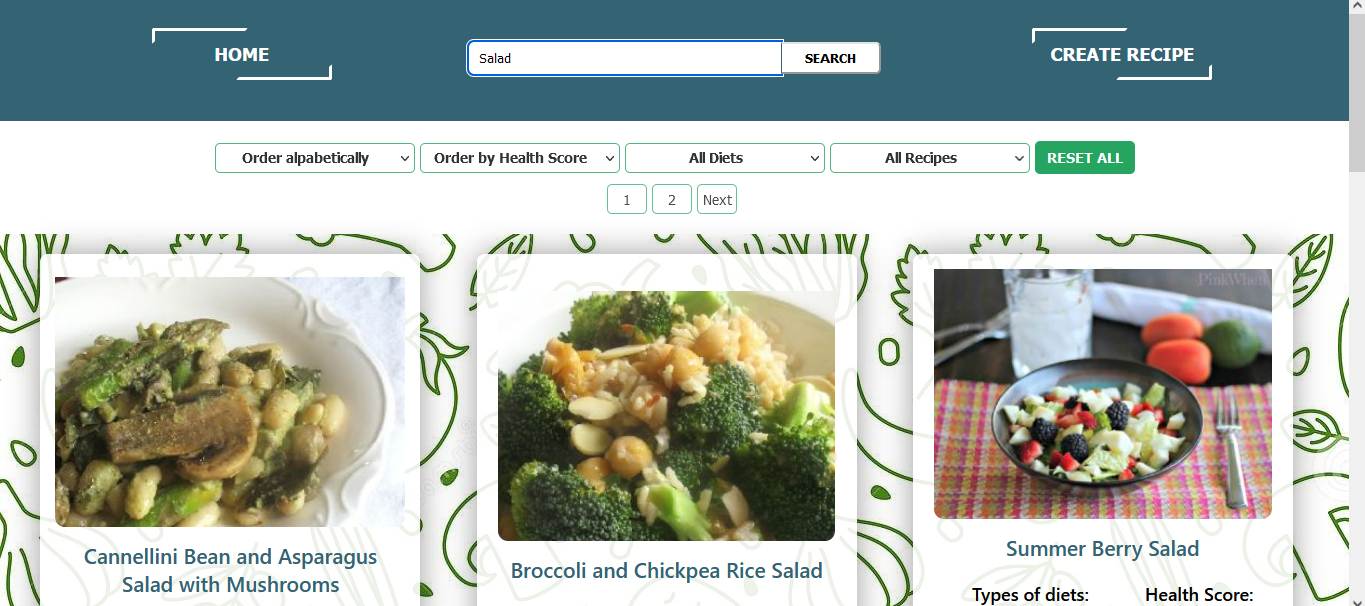 HOME
Salad
SEARCH
CREATE RECIPE
Order alpabetically
Order by Health Score
All Diets
All Recipes
RESET ALL
1
2
Next
Cannellini Bean and Asparagus
Salad with Mushrooms
Broccoli and Chickpea Rice Salad
Summer Berry Salad
Types of diets:
Health Score: